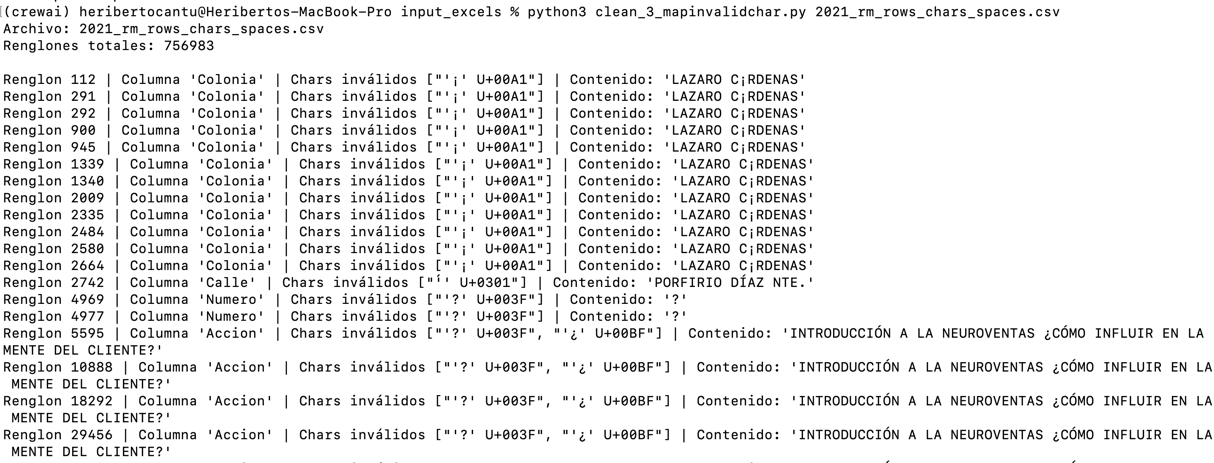 (crewai) heribertocantu@Heribertos-MacBook-Pro input_excels % python3 clean_3_mapinvalidchar.py 2021_rm_rows_chars_spaces.csv
Archivo: 2021_rm_rows_chars_spaces.csv
Renglones totales: 756983
Renglon 112 | Columna 'Colonia' | Chars inválidos ["'¡' U+00A1"] | Contenido: 'LAZARO C¡RDENAS'
Renglon 291 | Columna 'Colonia' | Chars inválidos ["'¡' U+00A1"] | Contenido: 'LAZARO C¡RDENAS'
Renglon 292 | Columna 'Colonia' | Chars inválidos ["'¡' U+00A1"] | Contenido: 'LAZARO C¡RDENAS'
Renglon 900 | Columna 'Colonia' | Chars inválidos ["'¡' U+00A1"] | Contenido: 'LAZARO C¡RDENAS'
Renglon 945 | Columna 'Colonia' | Chars inválidos ["'¡' U+00A1"] | Contenido: 'LAZARO C¡RDENAS'
Renglon 1339 | Columna 'Colonia' | Chars inválidos ["'¡' U+00A1"] | Contenido: 'LAZARO C¡RDENAS'
Renglon 1340 | Columna 'Colonia' | Chars inválidos ["'¡' U+00A1"] | Contenido: 'LAZARO C¡RDENAS'
Renglon 2009 | Columna 'Colonia' | Chars inválidos ["'¡' U+00A1"] | Contenido: 'LAZARO C¡RDENAS'
Renglon 2335 | Columna 'Colonia' | Chars inválidos ["'¡' U+00A1"] | Contenido: 'LAZARO C¡RDENAS'
Renglon 2484 | Columna 'Colonia' | Chars inválidos ["'¡' U+00A1"] | Contenido: 'LAZARO C¡RDENAS'
Renglon 2580 | Columna 'Colonia' | Chars inválidos ["'¡' U+00A1"] | Contenido: 'LAZARO C¡RDENAS'
Renglon 2664 | Columna 'Colonia' | Chars inválidos ["'¡' U+00A1"] | Contenido: 'LAZARO C¡RDENAS'
Renglon 2742 | Columna 'Calle' | Chars inválidos ["'́' U+0301"] | Contenido: 'PORFIRIO DÍAZ NTE.'
Renglon 4969 | Columna 'Numero' | Chars inválidos ["'?' U+003F"] | Contenido: '?'
Renglon 4977 | Columna 'Numero' | Chars inválidos ["'?' U+003F"] | Contenido: '?'
Renglon 5595 | Columna 'Accion' | Chars inválidos ["'?' U+003F", "'¿' U+00BF"] | Contenido: 'INTRODUCCIÓN A LA NEUROVENTAS ¿CÓMO INFLUIR EN LA
MENTE DEL CLIENTE?'
Renglon 10888 | Columna 'Accion' | Chars inválidos ["'?' U+003F", "'¿' U+00BF"] | Contenido: 'INTRODUCCIÓN A LA NEUROVENTAS ¿CÓMO INFLUIR EN LA
MENTE DEL CLIENTE?'
Renglon 18292 | Columna 'Accion' | Chars inválidos ["'?' U+003F", "'¿' U+00BF"] | Contenido: 'INTRODUCCIÓN A LA NEUROVENTAS ¿CÓMO INFLUIR EN LA
MENTE DEL CLIENTE?'
Renglon 29456 | Columna 'Accion' | Chars inválidos ["'?' U+003F", "'¿' U+00BF"] | Contenido: 'INTRODUCCIÓN A LA NEUROVENTAS ¿CÓMO INFLUIR EN LA
MENTE DEL CLIENTE?'